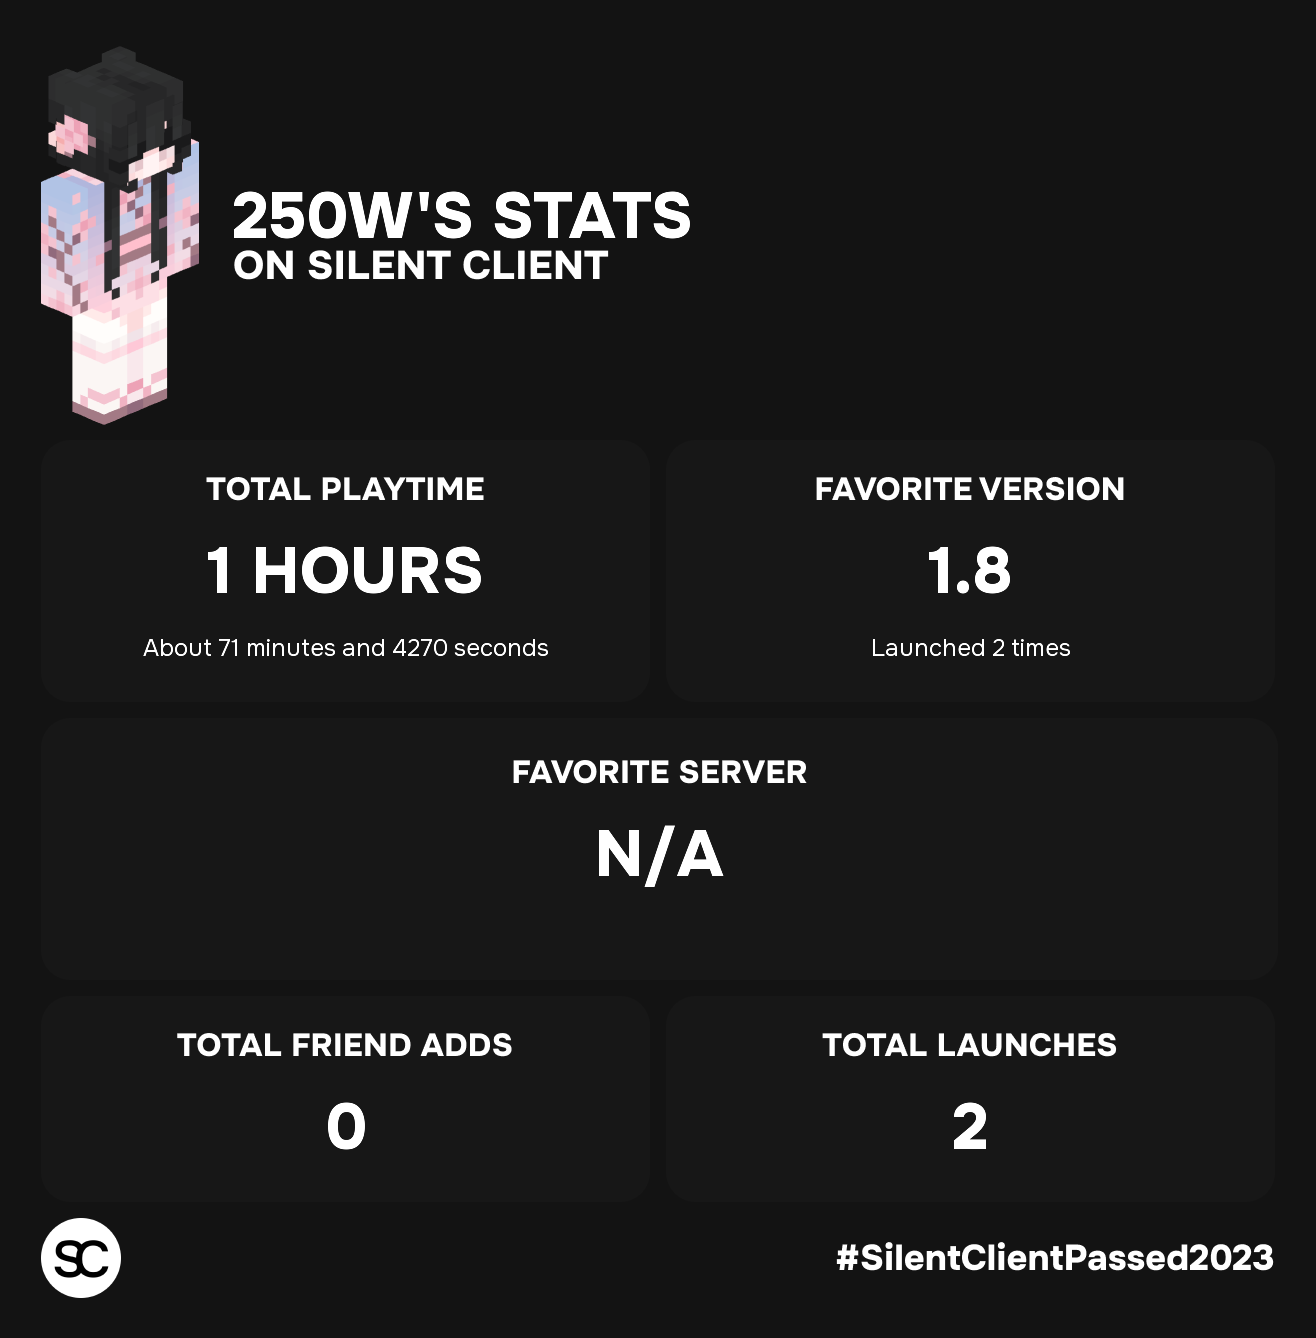 250W'S STATS
ON SILENT CLIENT
TOTAL PLAYTIME
1 HOURS
About 71 minutes and 4270 seconds
FAVORITE VERSION
1.8
Launched 2 times
FAVORITE SERVER
N/A
TOTAL FRIEND ADDS
0
TOTAL LAUNCHES
2
SC
#SilentClientPassed2023